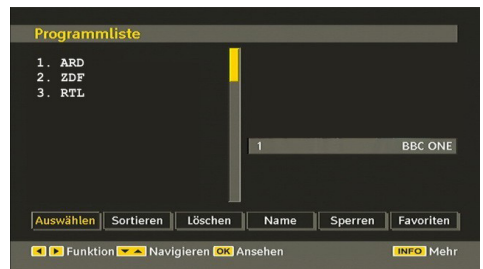 Programmliste
1. ARD
2. ZDF
3. RTL
1 BBC ONE
Auswählen Sortieren Löschen Name Sperren Favoriten
Funktion Navigieren OK Ansehen INFO Mehr